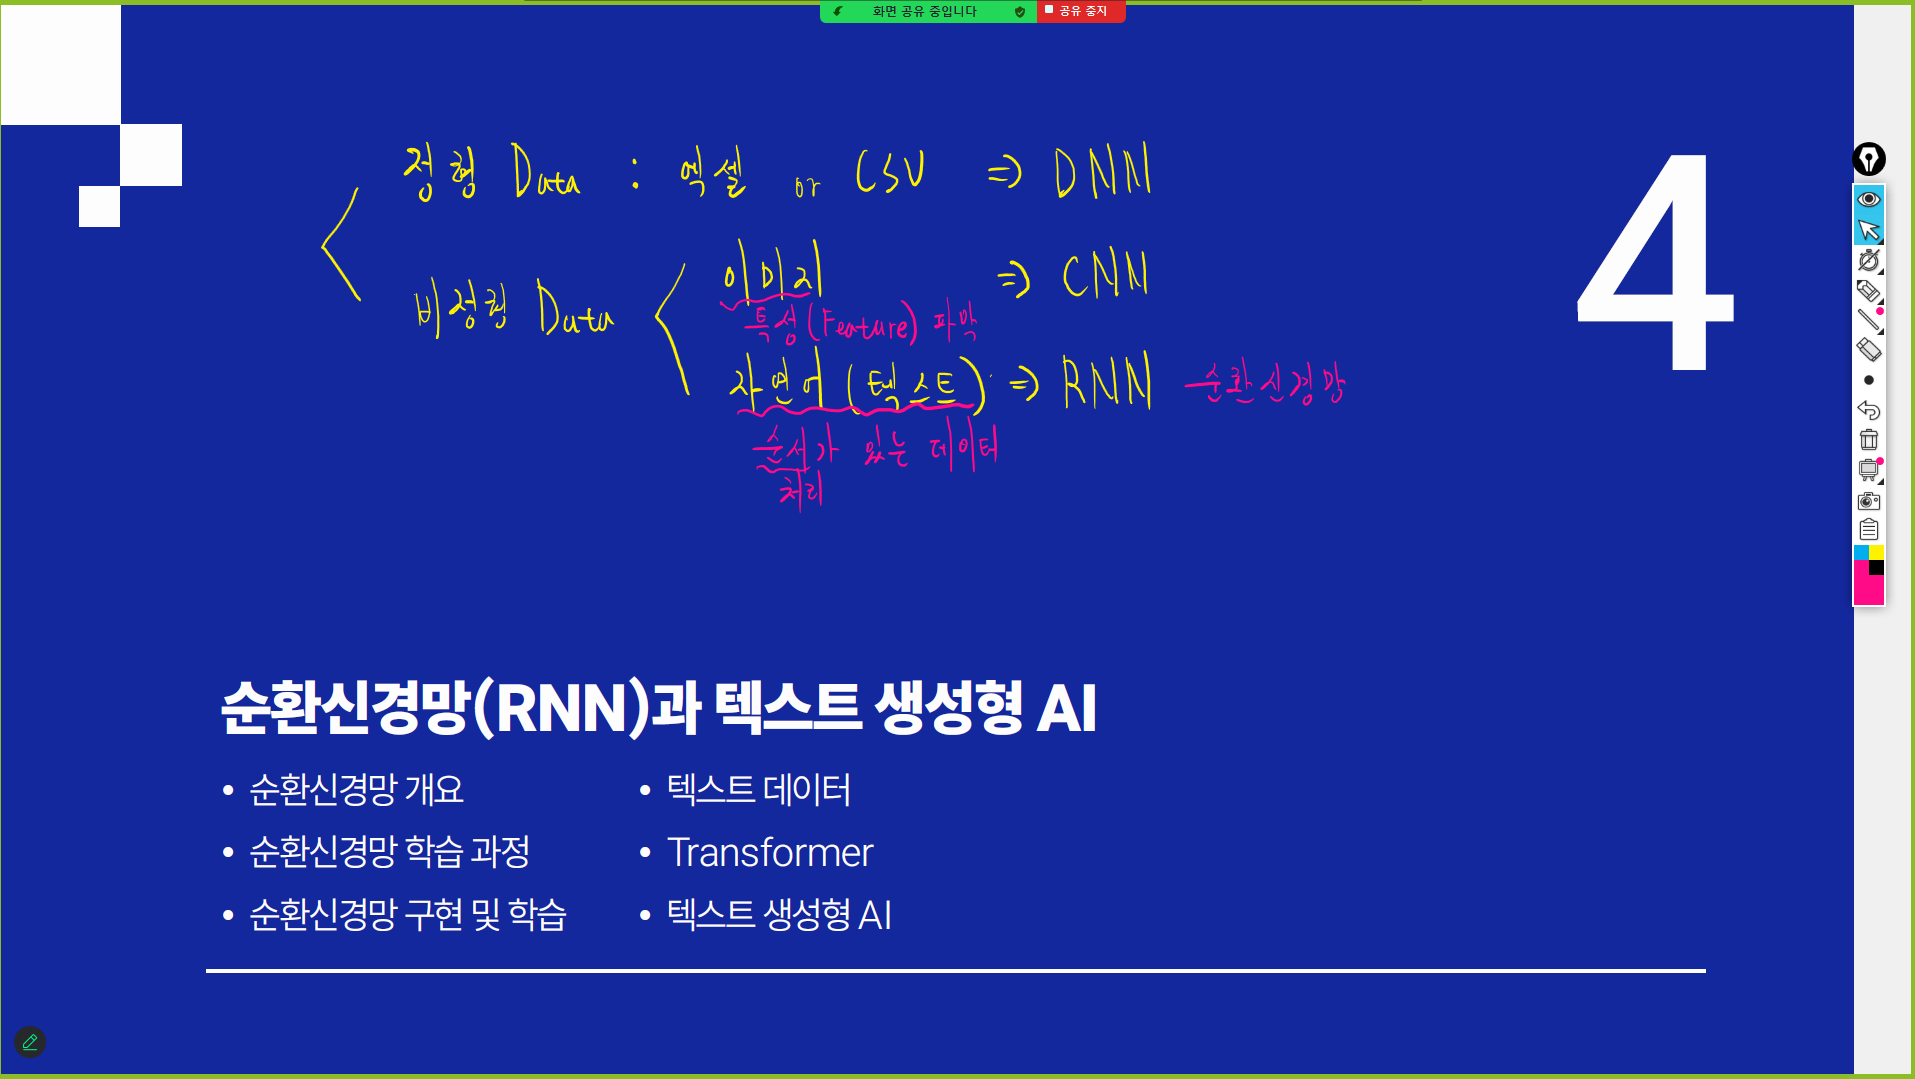 화면 공유 중입니다 공유 중지
정형 Data : 엑셀 or CSV ⇒ DNN
4
비정형 Data
이미지 ⇒ CNN
특성(Feature) 파악
자연어 (텍스트) ⇒ RNN 순환신경망
순서가 있는 데이터
처리
순환신경망(RNN)과 텍스트 생성형 AI
• 순환신경망 개요
• 순환신경망 학습 과정
• 순환신경망 구현 및 학습
• 텍스트 데이터
• Transformer
• 텍스트 생성형 AI